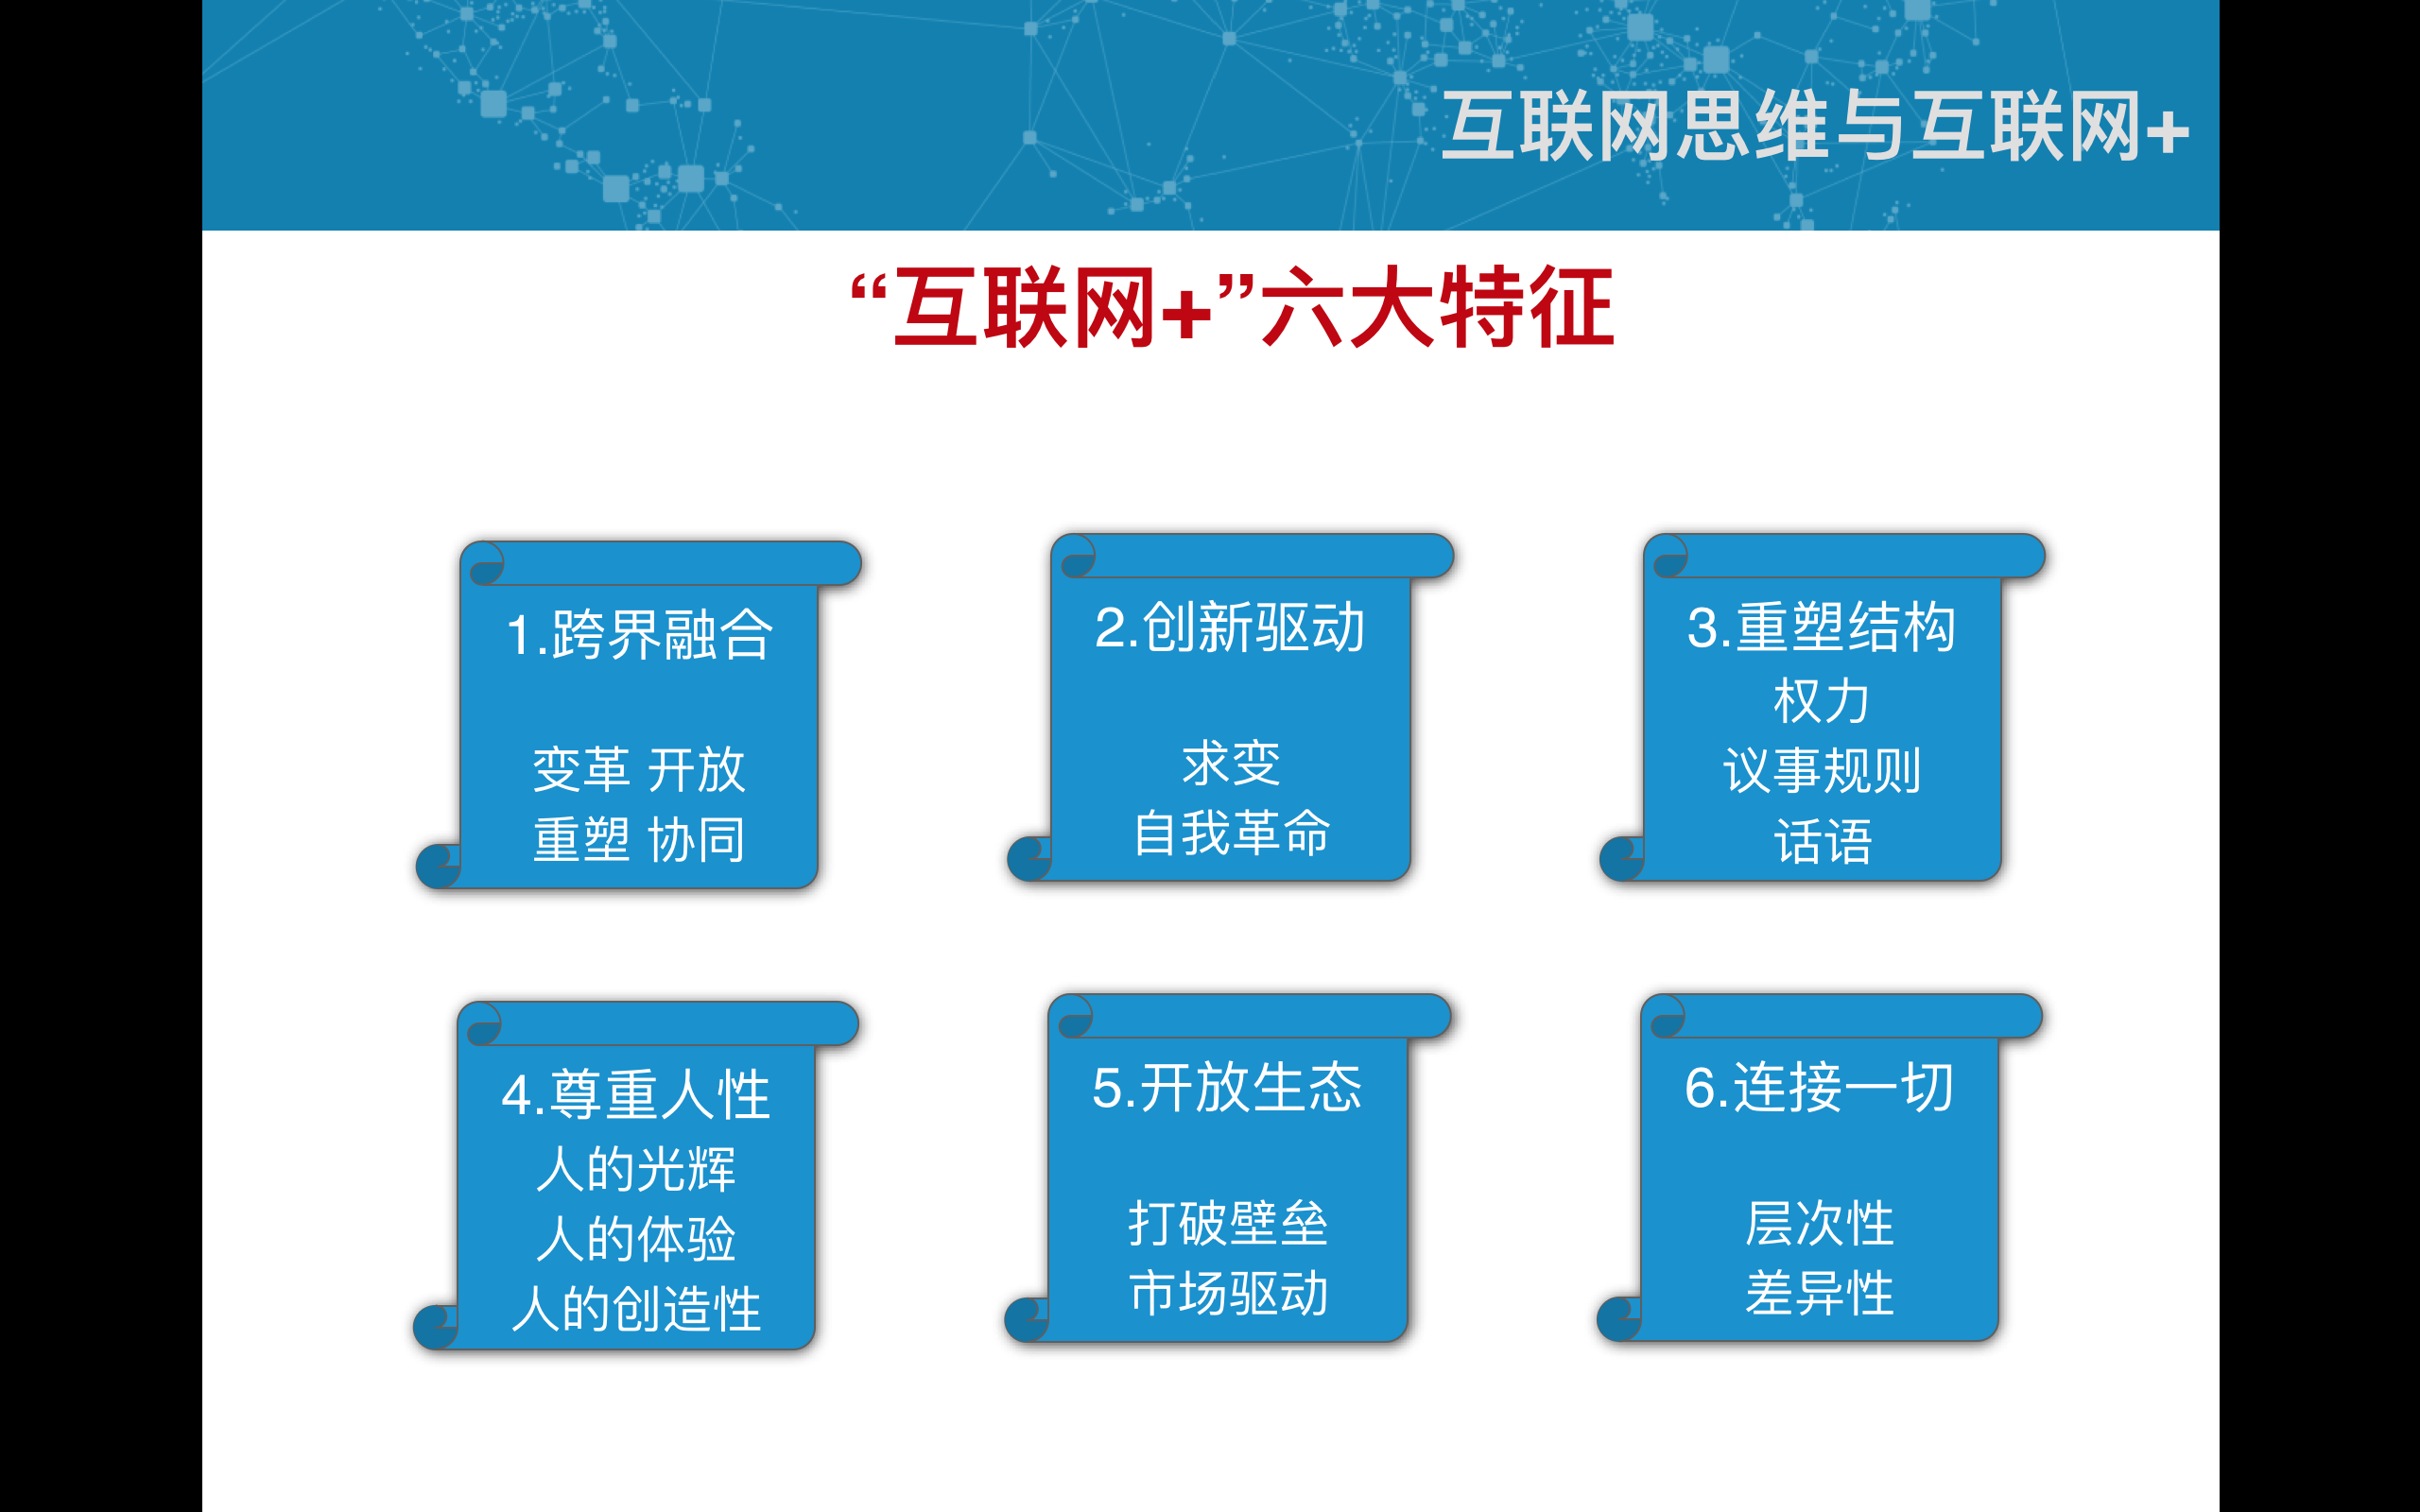 互联网思维与互联网+
“互联网+”六大特征
1.跨界融合
变革 开放
重塑 协同
2.创新驱动
求变
自我革命
3.重塑结构
权力
议事规则
话语
4.尊重人性
人的光辉
人的体验
人的创造性
5.开放生态
打破壁垒
市场驱动
6.连接一切
层次性
差异性